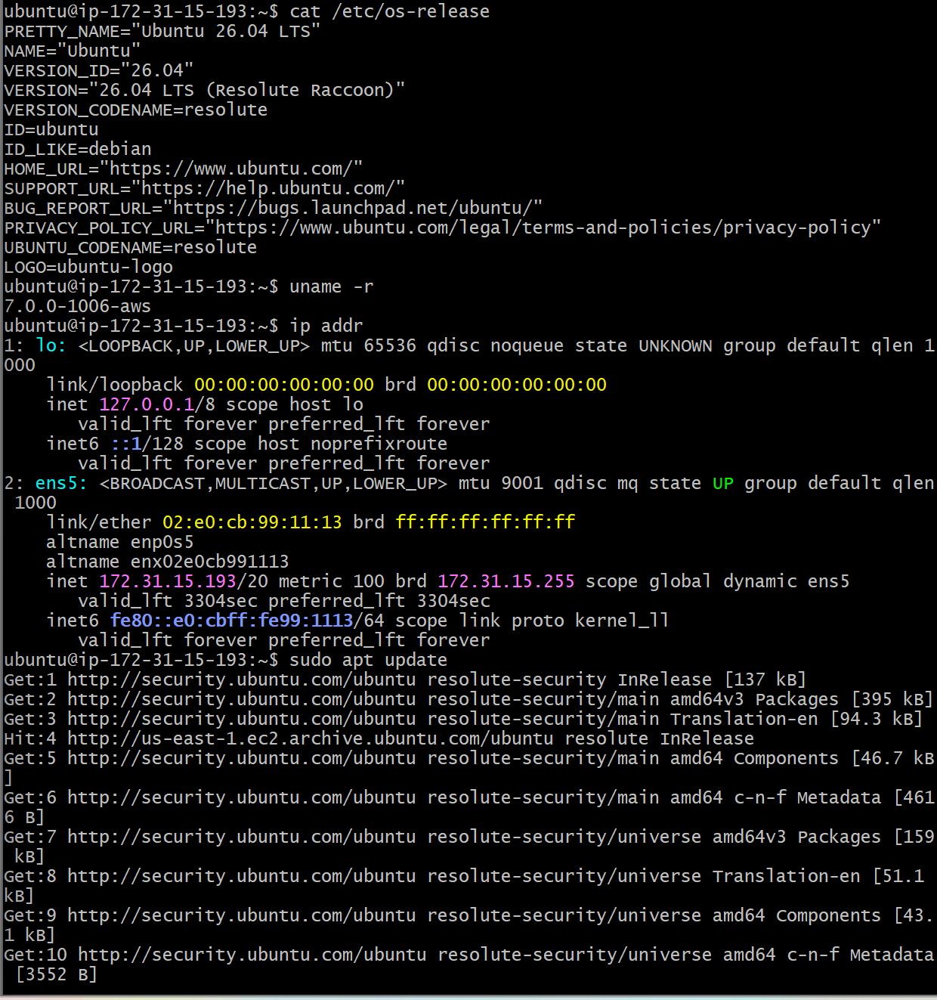 ubuntu@ip-172-31-15-193:~$ cat /etc/os-release
PRETTY_NAME="Ubuntu 26.04 LTS"
NAME="Ubuntu"
VERSION_ID="26.04"
VERSION="26.04 LTS (Resolute Raccoon)"
VERSION_CODENAME=resolute
ID=ubuntu
ID_LIKE=debian
HOME_URL="https://www.ubuntu.com/"
SUPPORT_URL="https://help.ubuntu.com/"
BUG_REPORT_URL="https://bugs.launchpad.net/ubuntu/"
PRIVACY_POLICY_URL="https://www.ubuntu.com/legal/terms-and-policies/privacy-policy"
UBUNTU_CODENAME=resolute
LOGO=ubuntu-logo
ubuntu@ip-172-31-15-193:~$ uname -r
7.0.0-1006-aws
ubuntu@ip-172-31-15-193:~$ ip addr
1: lo: <LOOPBACK,UP,LOWER_UP> mtu 65536 qdisc noqueue state UNKNOWN group default qlen 1
000
    link/loopback 00:00:00:00:00:00 brd 00:00:00:00:00:00
    inet 127.0.0.1/8 scope host lo
       valid_lft forever preferred_lft forever
    inet6 ::1/128 scope host noprefixroute
       valid_lft forever preferred_lft forever
2: ens5: <BROADCAST,MULTICAST,UP,LOWER_UP> mtu 9001 qdisc mq state UP group default qlen
 1000
    link/ether 02:e0:cb:99:11:13 brd ff:ff:ff:ff:ff:ff
    altname enp0s5
    altname enx02e0cb991113
    inet 172.31.15.193/20 metric 100 brd 172.31.15.255 scope global dynamic ens5
       valid_lft 3304sec preferred_lft 3304sec
    inet6 fe80::e0:cbff:fe99:1113/64 scope link proto kernel_ll
       valid_lft forever preferred_lft forever
ubuntu@ip-172-31-15-193:~$ sudo apt update
Get:1 http://security.ubuntu.com/ubuntu resolute-security InRelease [137 kB]
Get:2 http://security.ubuntu.com/ubuntu resolute-security/main amd64v3 Packages [395 kB]
Get:3 http://security.ubuntu.com/ubuntu resolute-security/main Translation-en [94.3 kB]
Hit:4 http://us-east-1.ec2.archive.ubuntu.com/ubuntu resolute InRelease
Get:5 http://security.ubuntu.com/ubuntu resolute-security/main amd64 Components [46.7 kB
]
Get:6 http://security.ubuntu.com/ubuntu resolute-security/main amd64 c-n-f Metadata [461
6 B]
Get:7 http://security.ubuntu.com/ubuntu resolute-security/universe amd64v3 Packages [159
 kB]
Get:8 http://security.ubuntu.com/ubuntu resolute-security/universe Translation-en [51.1 
kB]
Get:9 http://security.ubuntu.com/ubuntu resolute-security/universe amd64 Components [43.
1 kB]
Get:10 http://security.ubuntu.com/ubuntu resolute-security/universe amd64 c-n-f Metadata
 [3552 B]